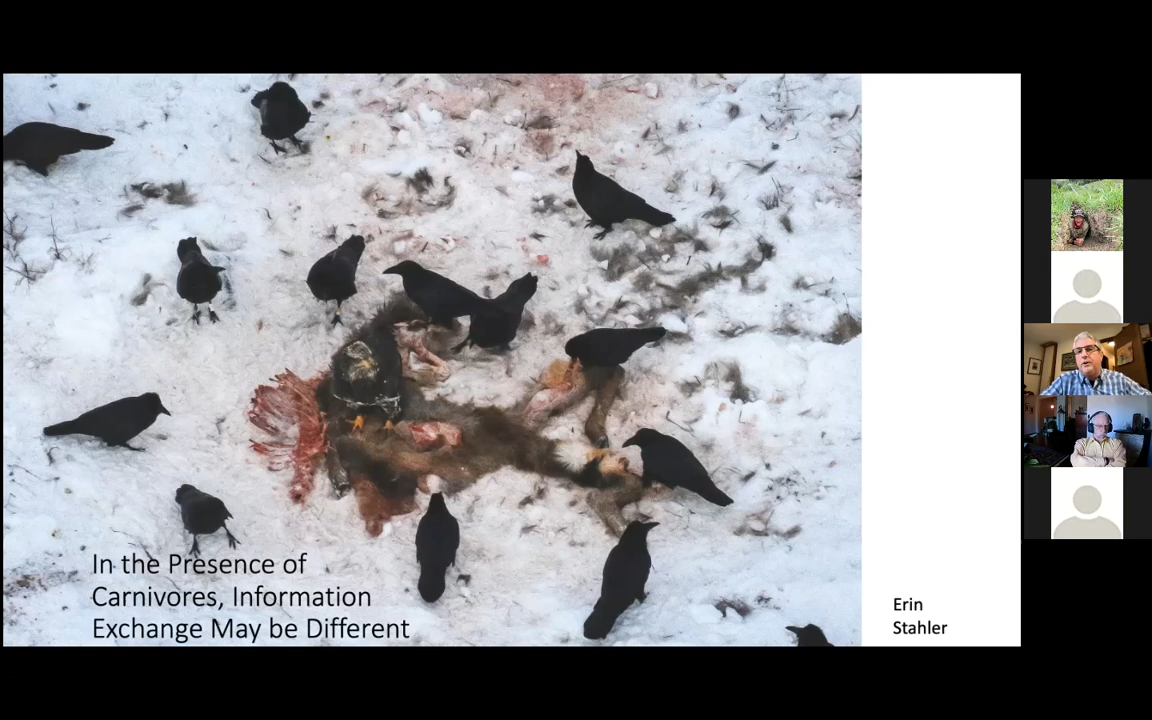 In the Presence of
Carnivores, Information
Exchange May be Different
Erin
Stahler